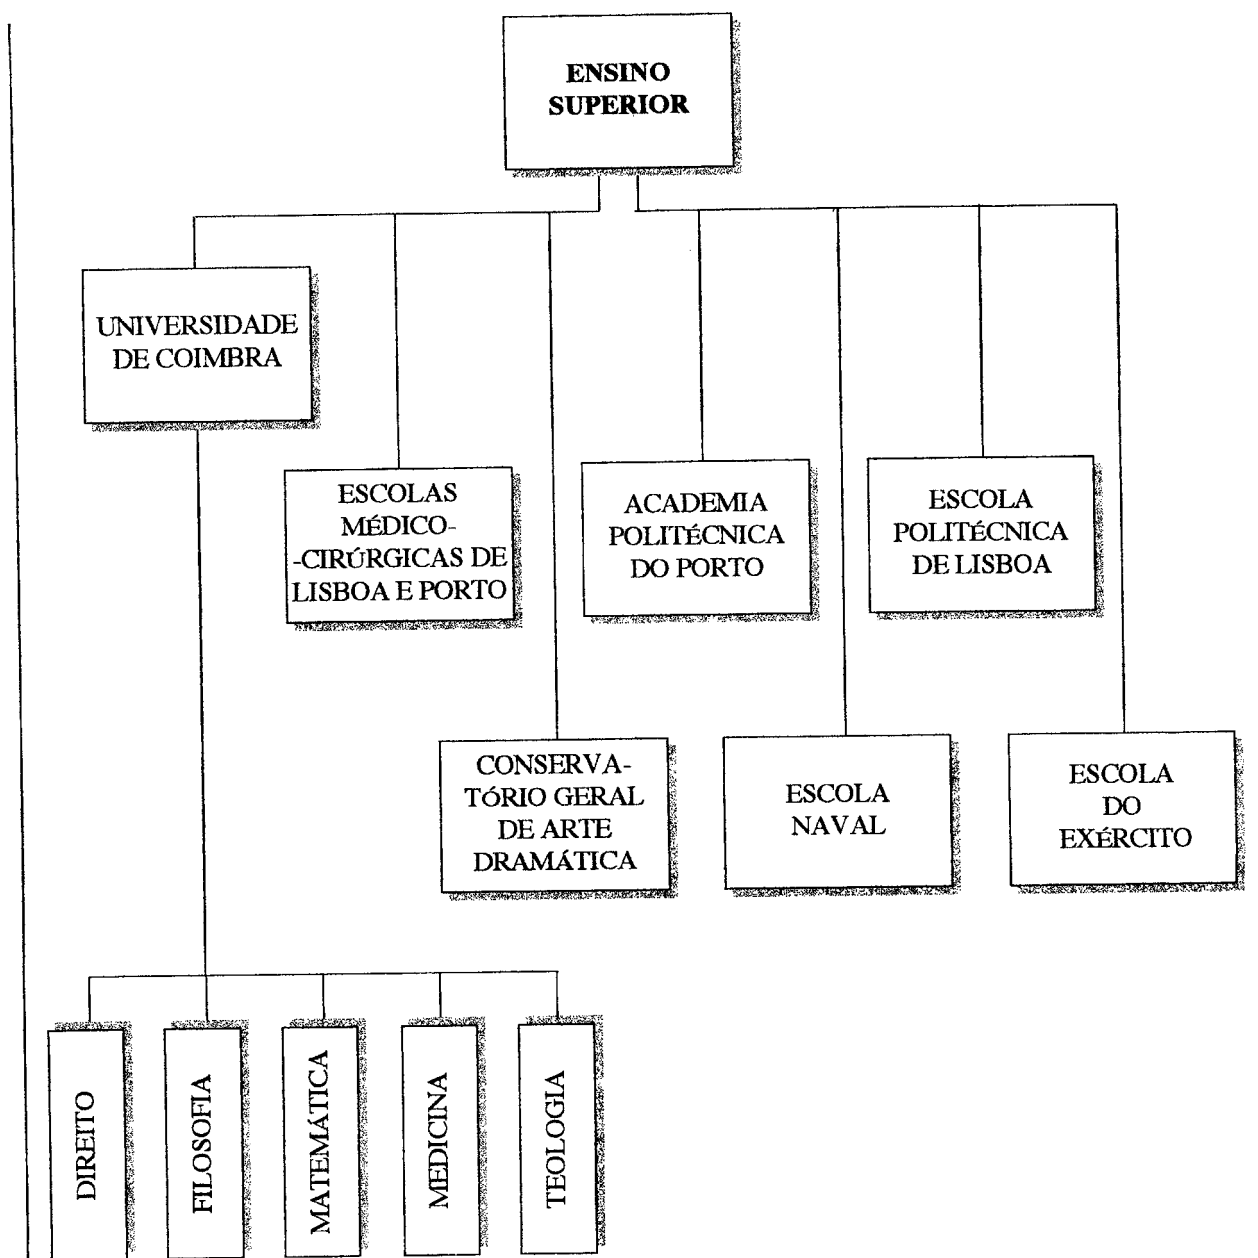 ENSINO
SUPERIOR
UNIVERSIDADE
DE COIMBRA
ESCOLAS
MÉDICO-
-CIRÚRGICAS DE
LISBOA E PORTO
ACADEMIA
POLITÉCNICA
DO PORTO
ESCOLA
POLITÉCNICA
DE LISBOA
CONSERVA-
TÓRIO GERAL
DE ARTE
DRAMÁTICA
ESCOLA
NAVAL
ESCOLA
DO
EXÉRCITO
DIREITO
FILOSOFIA
MATEMÁTICA
MEDICINA
TEOLOGIA